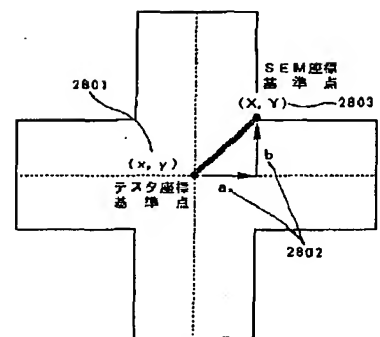 2801
SEM座標
基準点
(X, Y)
2803
(x, y)
テスタ座標
基準点
a
b
2802